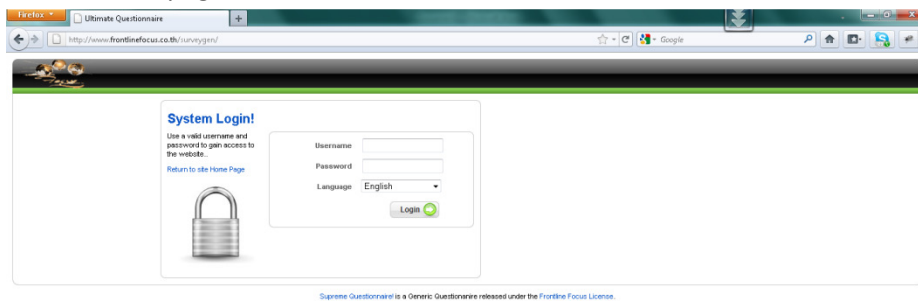 Firefox
Ultimate Questionnaire
http://www.frontlinefocus.co.th/surveygen/
Google
System Login!
Use a valid username and
password to gain access to
the website..
Return to site Home Page
Username
Password
Language English
Login
Supreme Questionnaire! is a Generic Questionanire released under the Frontline Focus License.